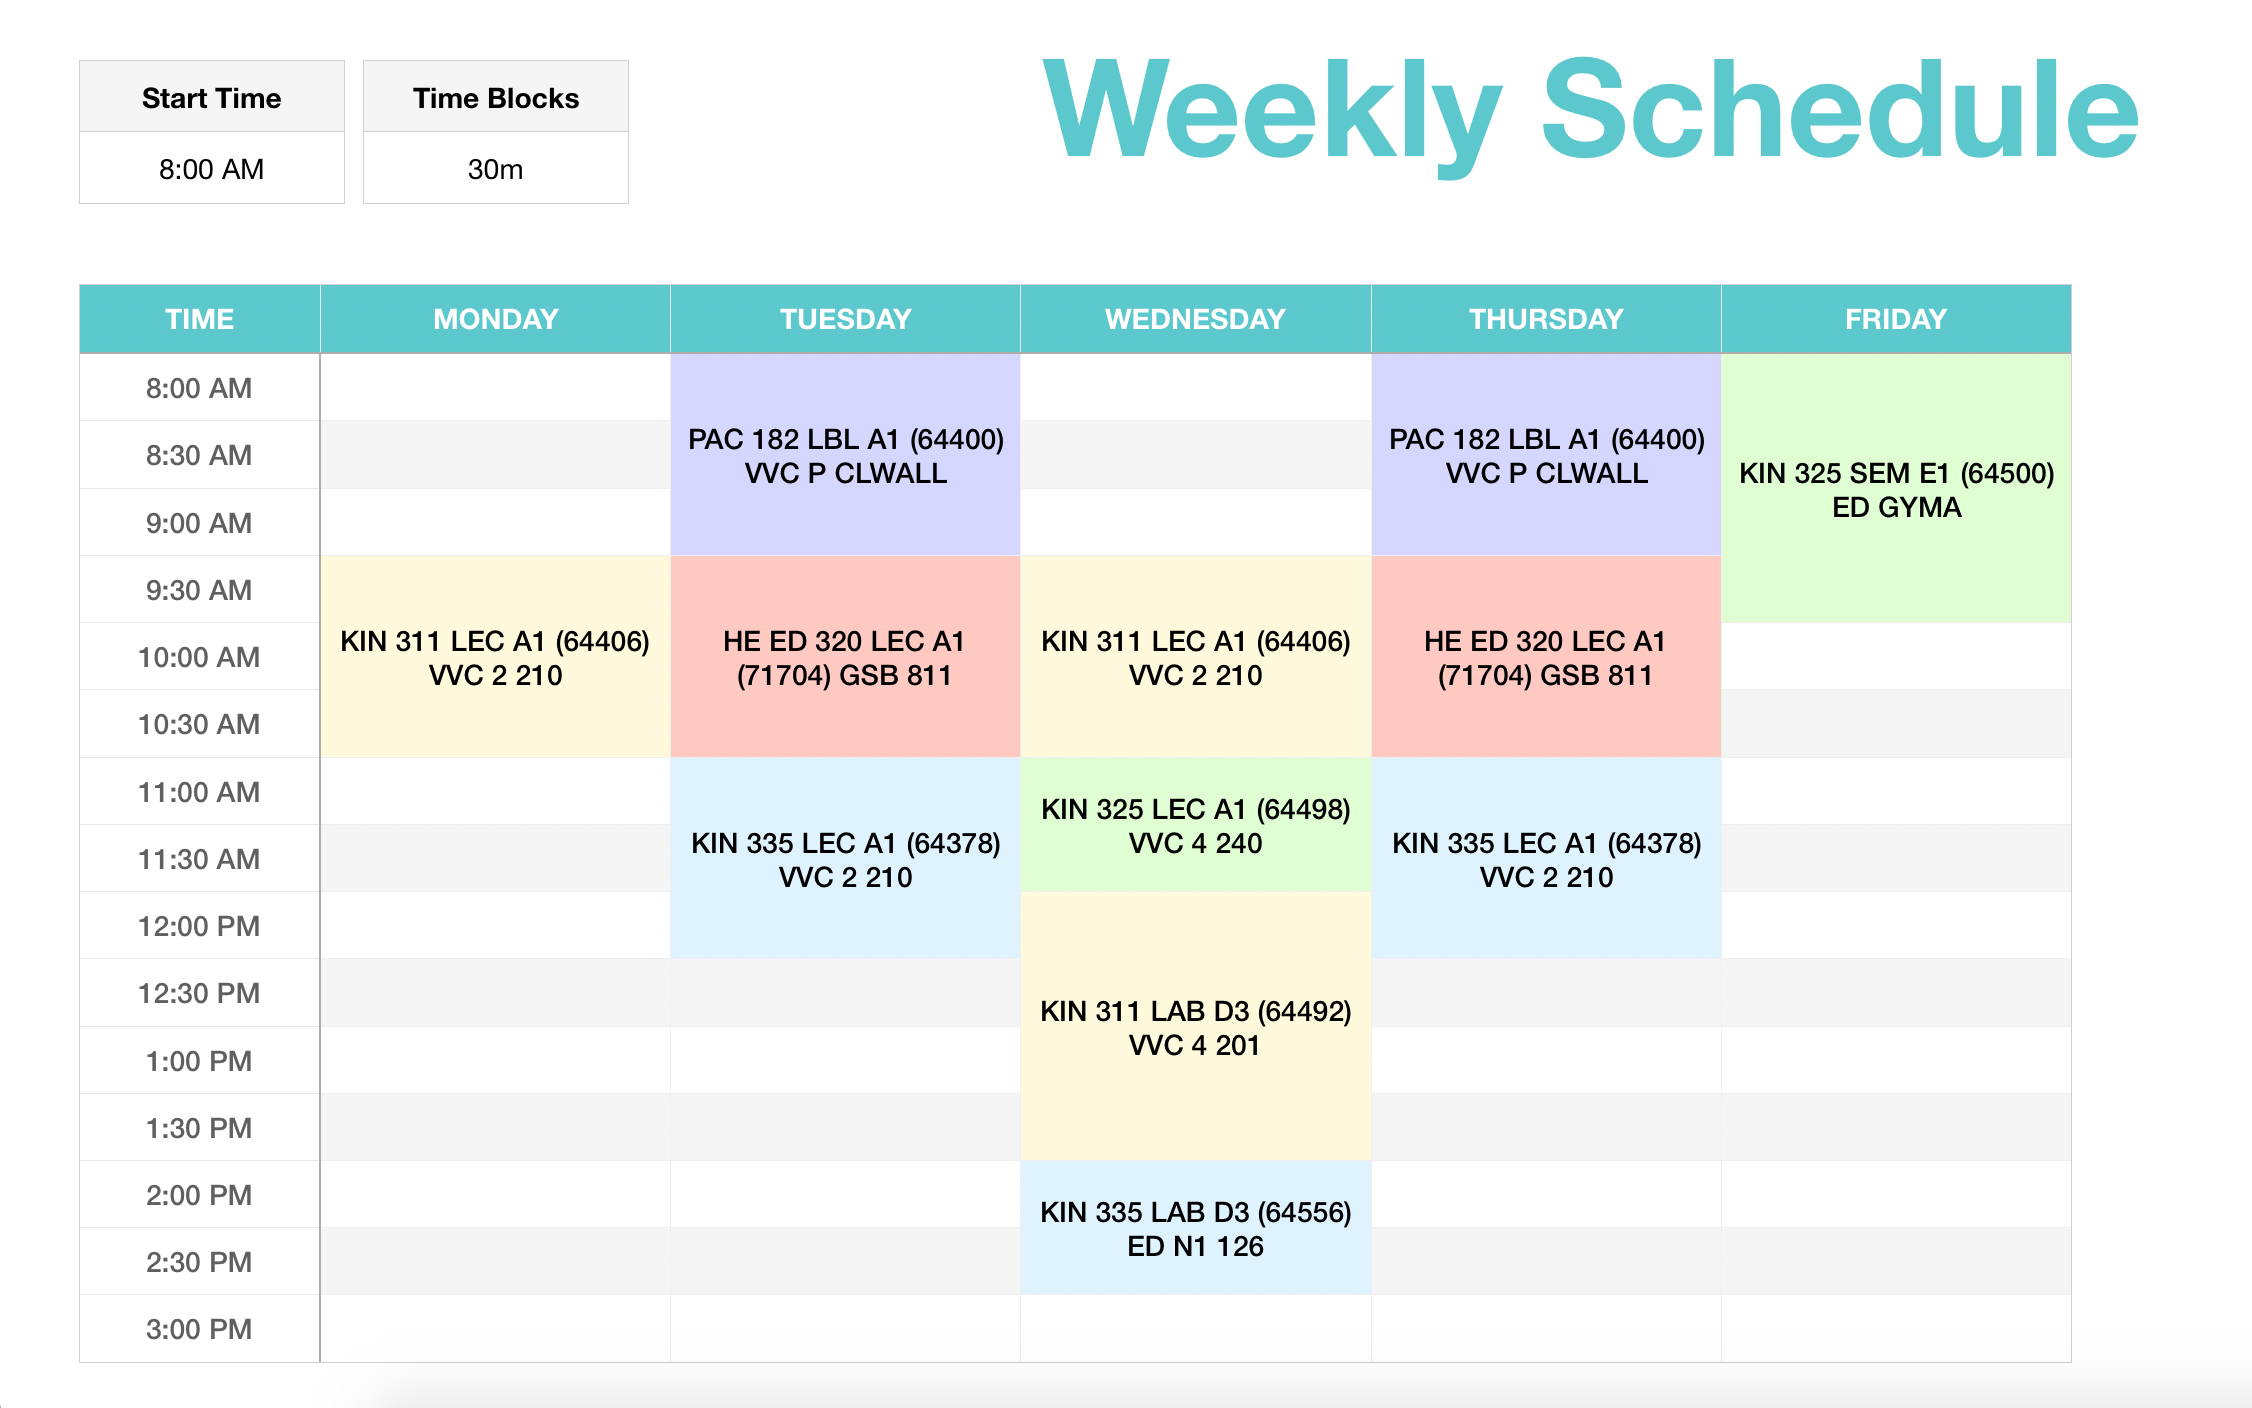 Weekly Schedule
Start Time
Time Blocks
8:00 AM
30m
TIME
MONDAY
TUESDAY
WEDNESDAY
THURSDAY
FRIDAY
8:00 AM
8:30 AM
PAC 182 LBL A1 (64400)
VVC P CLWALL
PAC 182 LBL A1 (64400)
VVC P CLWALL
KIN 325 SEM E1 (64500)
ED GYMA
9:00 AM
9:30 AM
10:00 AM
KIN 311 LEC A1 (64406)
VVC 2 210
HE ED 320 LEC A1
(71704) GSB 811
KIN 311 LEC A1 (64406)
VVC 2 210
HE ED 320 LEC A1
(71704) GSB 811
10:30 AM
11:00 AM
KIN 325 LEC A1 (64498)
VVC 4 240
11:30 AM
KIN 335 LEC A1 (64378)
VVC 2 210
KIN 335 LEC A1 (64378)
VVC 2 210
12:00 PM
12:30 PM
KIN 311 LAB D3 (64492)
VVC 4 201
1:00 PM
1:30 PM
2:00 PM
KIN 335 LAB D3 (64556)
ED N1 126
2:30 PM
3:00 PM